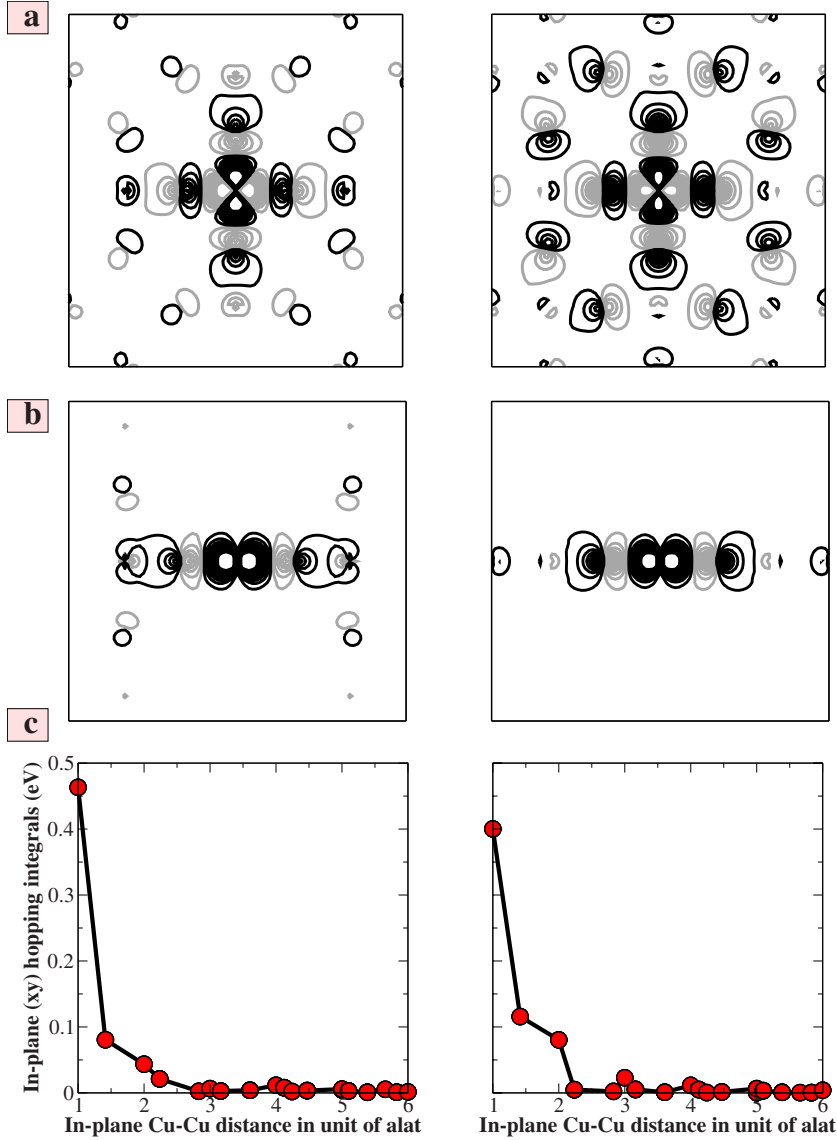 a
b
c
In-plane (xy) hopping integrals (eV)
0.5
0.4
0.3
0.2
0.1
0
1 2 3 4 5 6
1 2 3 4 5 6
In-plane Cu-Cu distance in unit of alat
In-plane Cu-Cu distance in unit of alat